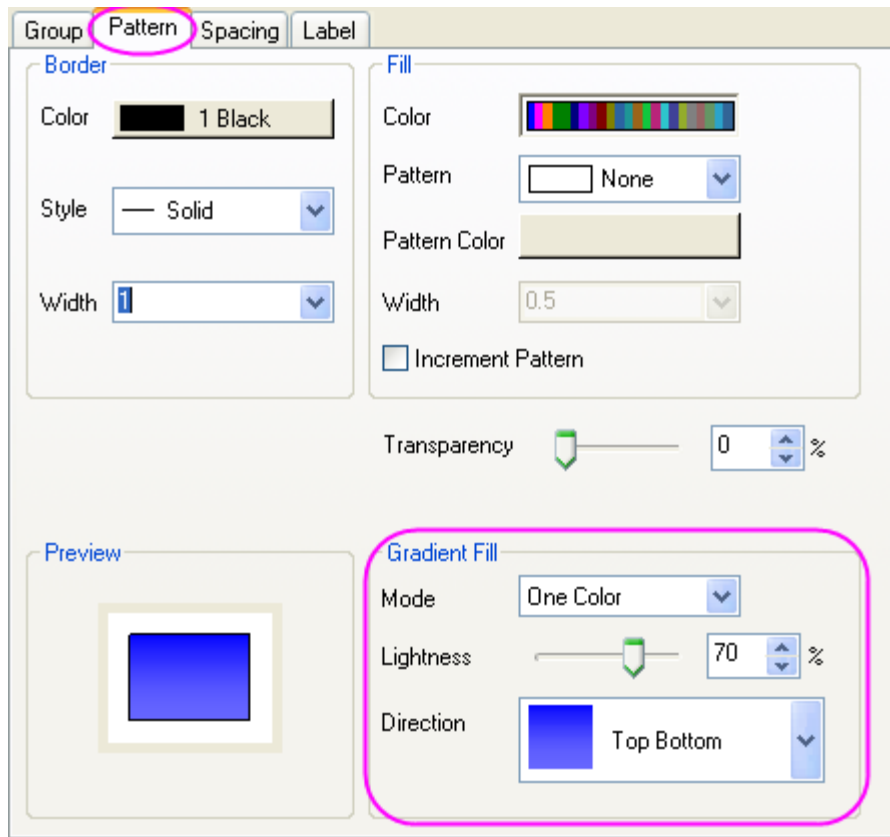 Group Pattern Spacing Label
Border
Color 1 Black
Style Solid
Width 1
Fill
Color
Pattern None
Pattern Color
Width 0.5
Increment Pattern
Transparency 0 %
Preview
Gradient Fill
Mode One Color
Lightness 70 %
Direction Top Bottom